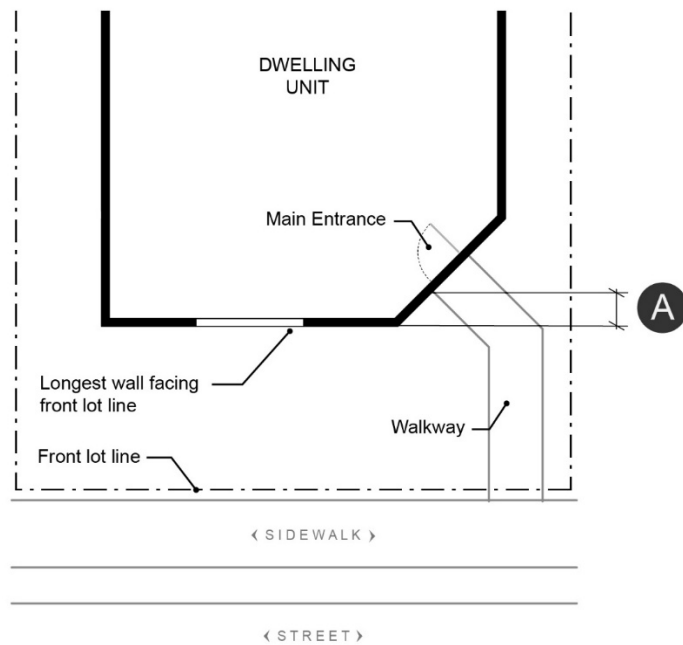 DWELLING
UNIT
Main Entrance
A
Longest wall facing
front lot line
Walkway
Front lot line
SIDEWALK
STREET